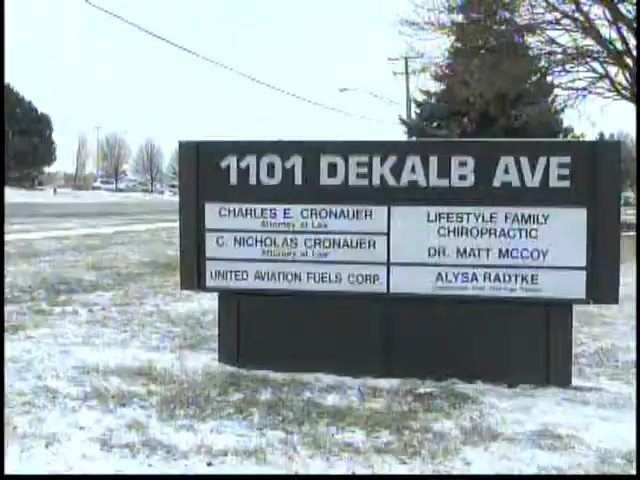 1101 DEKALB AVE
CHARLES E. CRONAUER
Attorney at Law
C. NICHOLAS CRONAUER
Attorney at Law
UNITED AVIATION FUELS CORP.
LIFESTYLE FAMILY
CHIROPRACTIC
DR. MATT MCCOY
ALYSA RADTKE